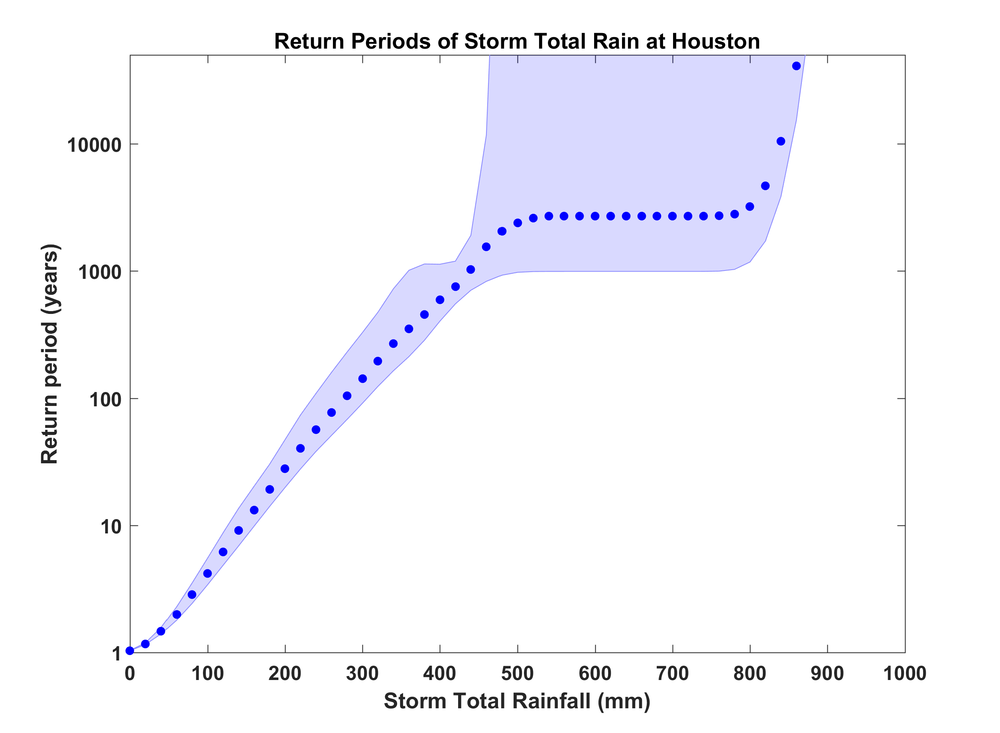 Return Periods of Storm Total Rain at Houston
10000
1000
100
10
1
Return period (years)
0 100 200 300 400 500 600 700 800 900 1000
Storm Total Rainfall (mm)